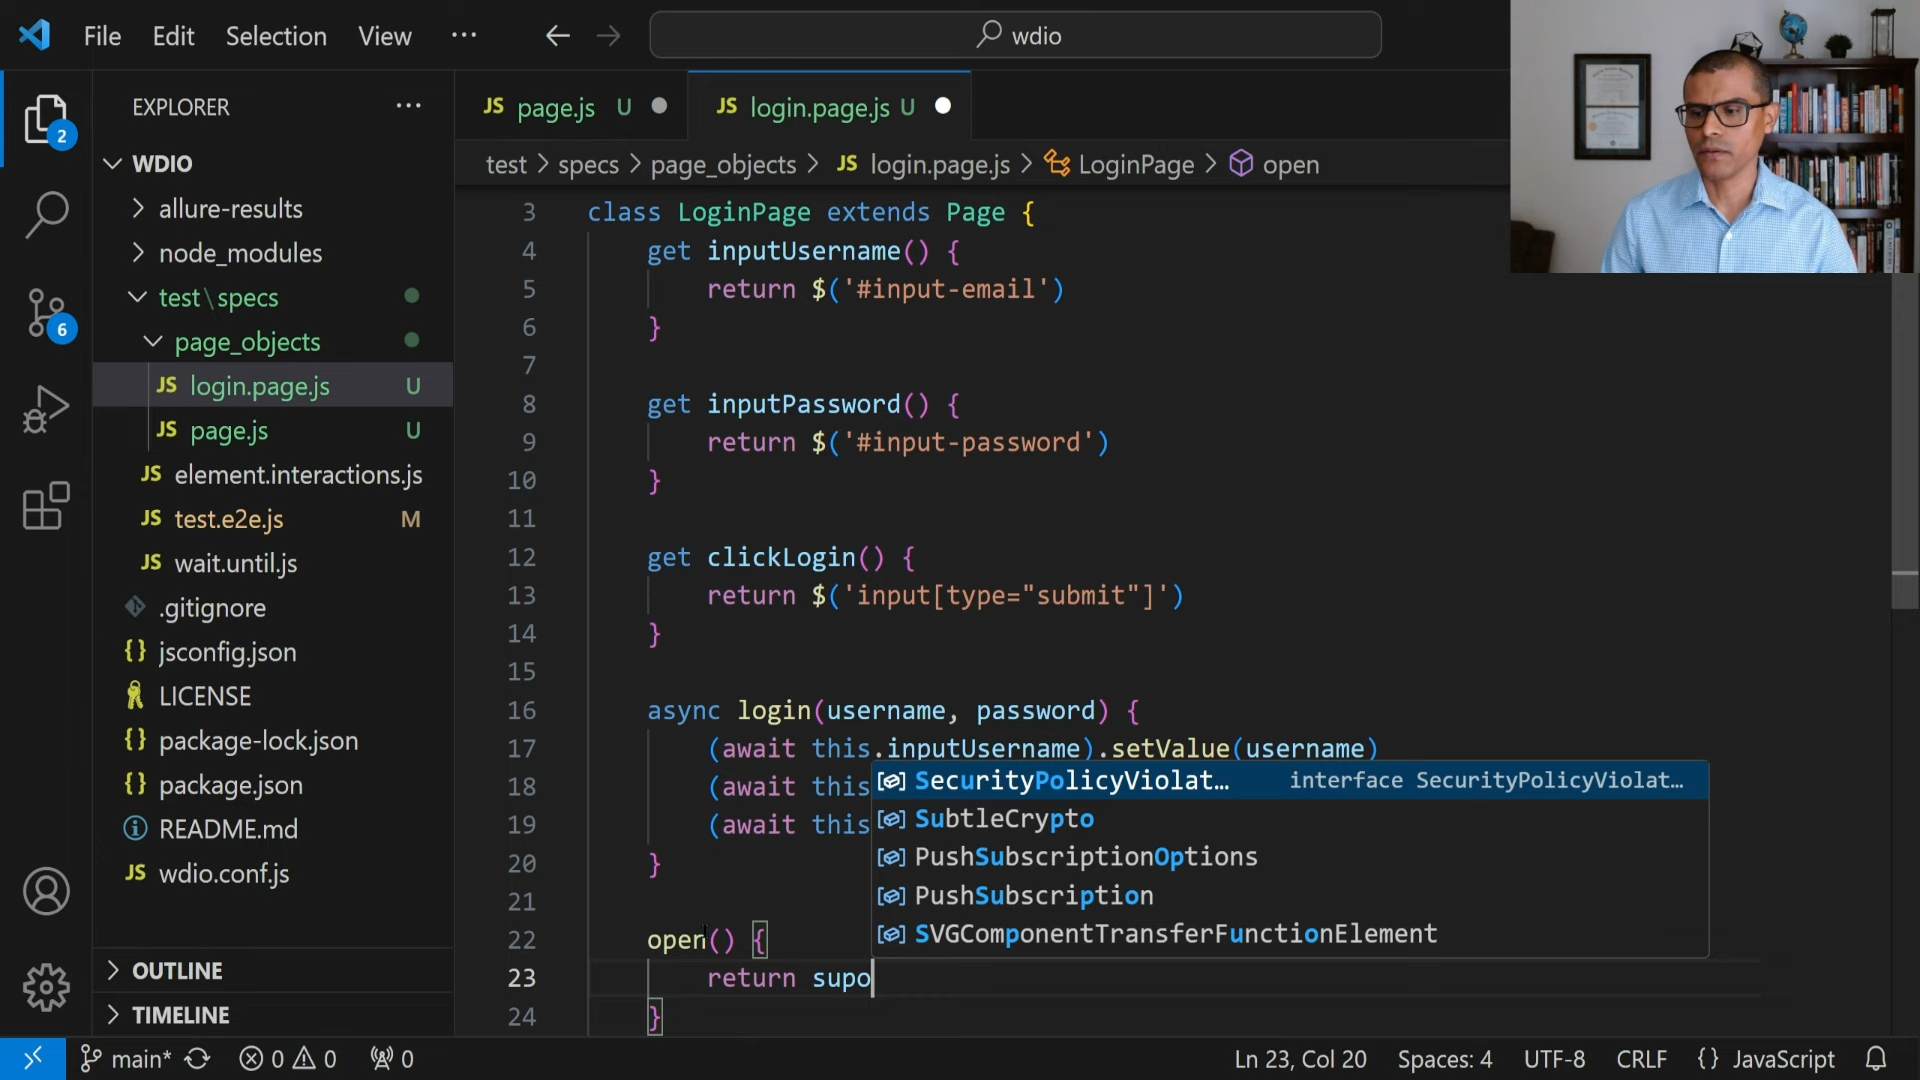 File Edit Selection View ··· wdio
EXPLORER ···
WDIO
allure-results
node_modules
test\specs
page_objects
login.page.js U
page.js U
element.interactions.js
test.e2e.js M
wait.until.js
.gitignore
jsconfig.json
LICENSE
package-lock.json
package.json
README.md
wdio.conf.js
OUTLINE
TIMELINE
2
6
JS page.js U JS login.page.js U
test > specs > page_objects > JS login.page.js > LoginPage > open
3 class LoginPage extends Page {
4 get inputUsername() {
5 return $('#input-email')
6 }
7
8 get inputPassword() {
9 return $('#input-password')
10 }
11
12 get clickLogin() {
13 return $('input[type="submit"]')
14 }
15
16 async login(username, password) {
17 (await this.inputUsername).setValue(username)
18 (await this
19 (await this
20 }
21
22 open() {
23 return supo
24 }
SecurityPolicyViolat… interface SecurityPolicyViolat…
SubtleCrypto
PushSubscriptionOptions
PushSubscription
SVGComponentTransferFunctionElement
main* 0 0 0 Ln 23, Col 20 Spaces: 4 UTF-8 CRLF {} JavaScript